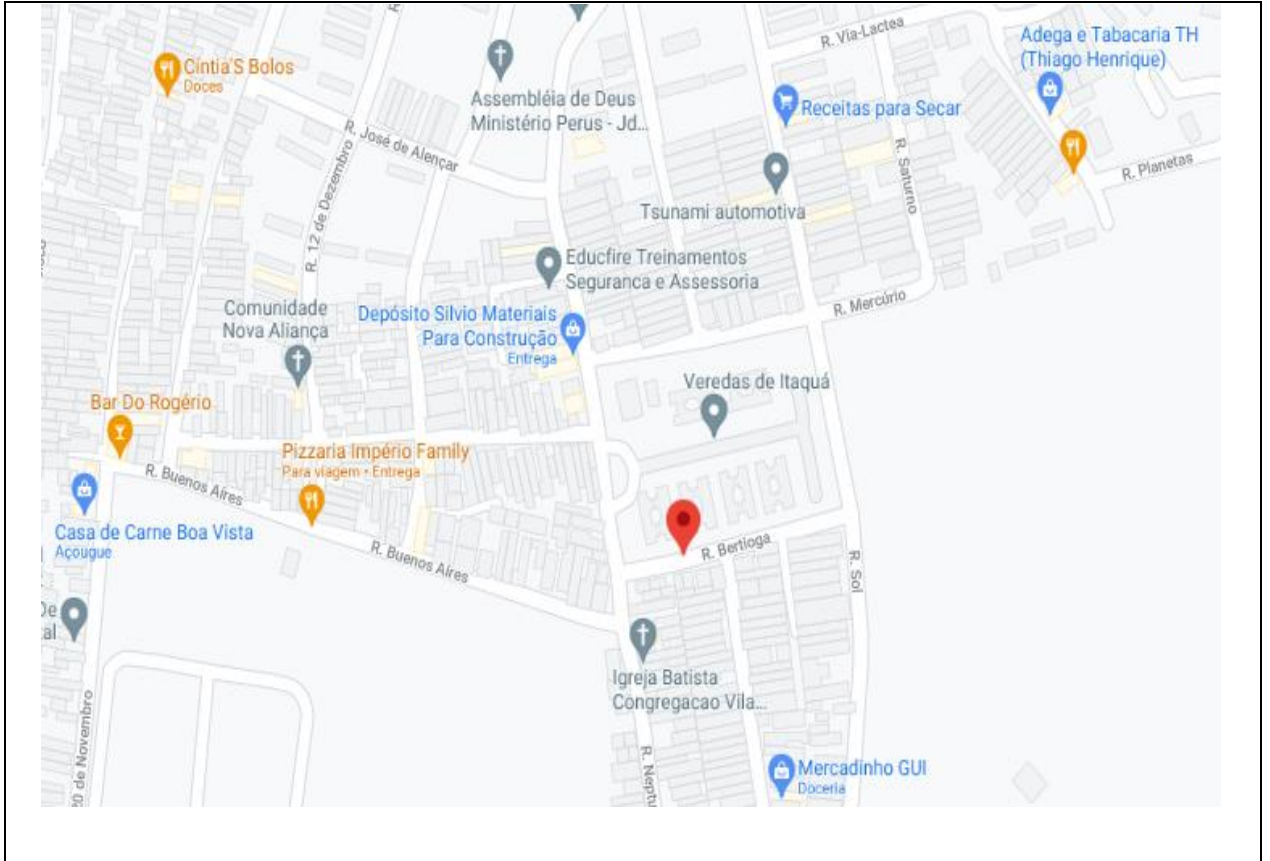 R. Via-Lactea
Adega e Tabacaria TH
(Thiago Henrique)
Cíntia'S Bolos
Doces
Assembléia de Deus
Ministério Perus - Jd...
Receitas para Secar
R. José de Alençar
R. Saturno
R. Planetas
R. 12 de Dezembro
Tsunami automotiva
Educfire Treinamentos
Seguranca e Assessoria
R. Mercúrio
Comunidade
Nova Aliança
Depósito Silvio Materiais
Para Construção
Entrega
Veredas de Itaquá
Bar Do Rogério
Pizzaria Império Family
Para viagem • Entrega
R. Buenos Aires
Casa de Carne Boa Vista
Açougue
R. Buenos Aires
R. Bertioga
R. Sol
De
al
Igreja Batista
Congregacao Vila...
20 de Novembro
R. Neptu
Mercadinho GUI
Doceria